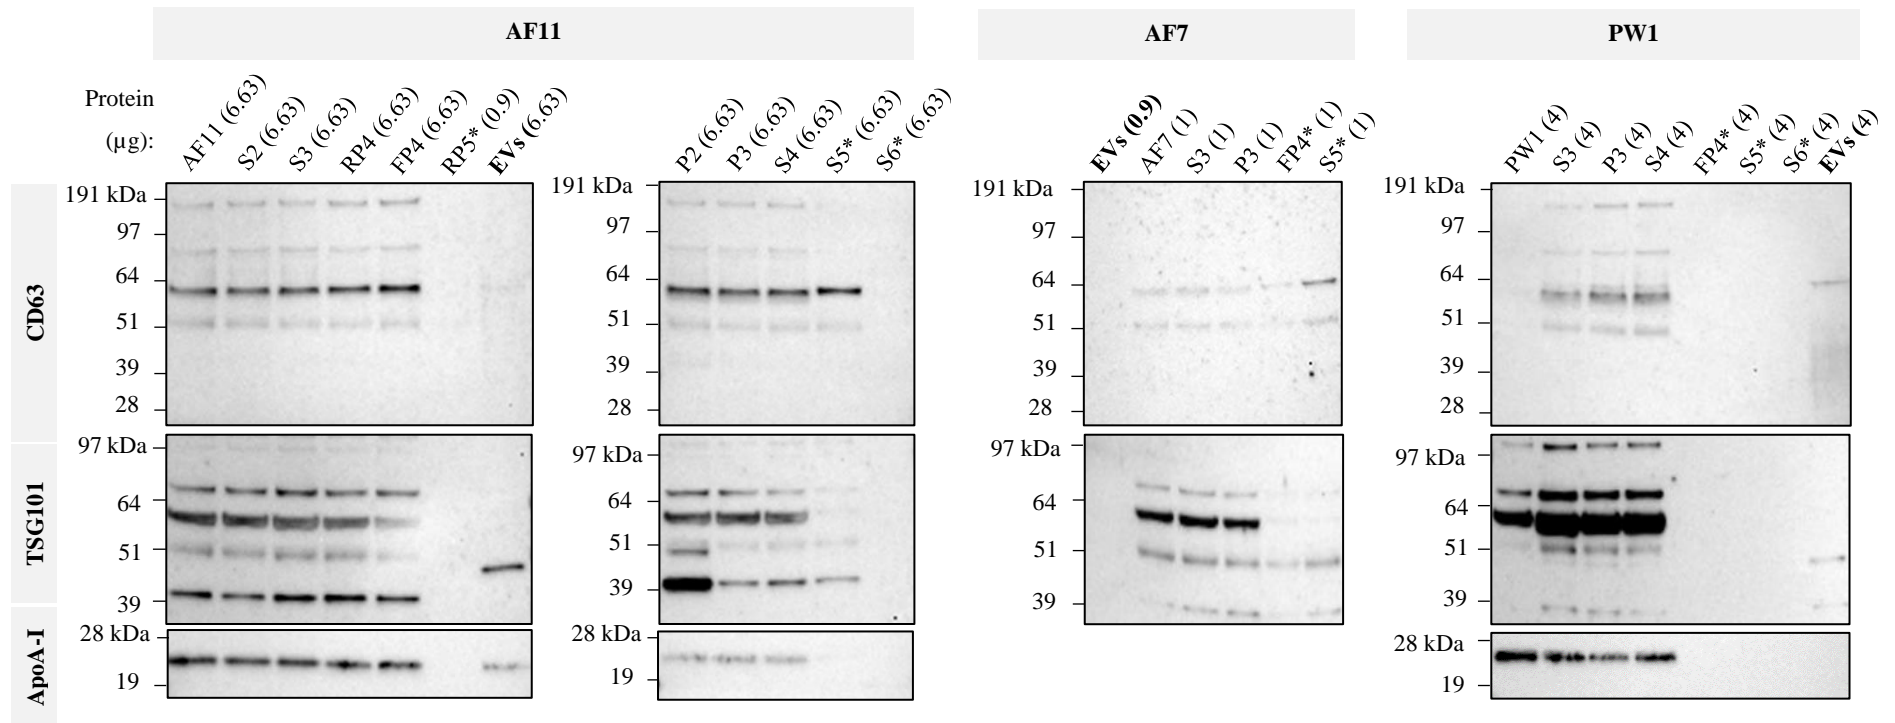 AF11
AF7
PW1
Protein
(µg):
AF11 (6.63)
S2 (6.63)
S3 (6.63)
RP4 (6.63)
FP4 (6.63)
RP5* (0.9)
EVs (6.63)
P2 (6.63)
P3 (6.63)
S4 (6.63)
S5* (6.63)
S6* (6.63)
EVs (0.9)
AF7 (1)
S3 (1)
P3 (1)
FP4* (1)
S5* (1)
PW1 (4)
S3 (4)
P3 (4)
S4 (4)
FP4* (4)
S5* (4)
S6* (4)
EVs (4)
CD63
191 kDa
97
64
51
39
28
191 kDa
97
64
51
39
28
191 kDa
97
64
51
39
28
191 kDa
97
64
51
39
28
TSG101
97 kDa
64
51
39
97 kDa
64
51
39
97 kDa
64
51
39
97 kDa
64
51
39
ApoA-I
28 kDa
19
28 kDa
19
28 kDa
19